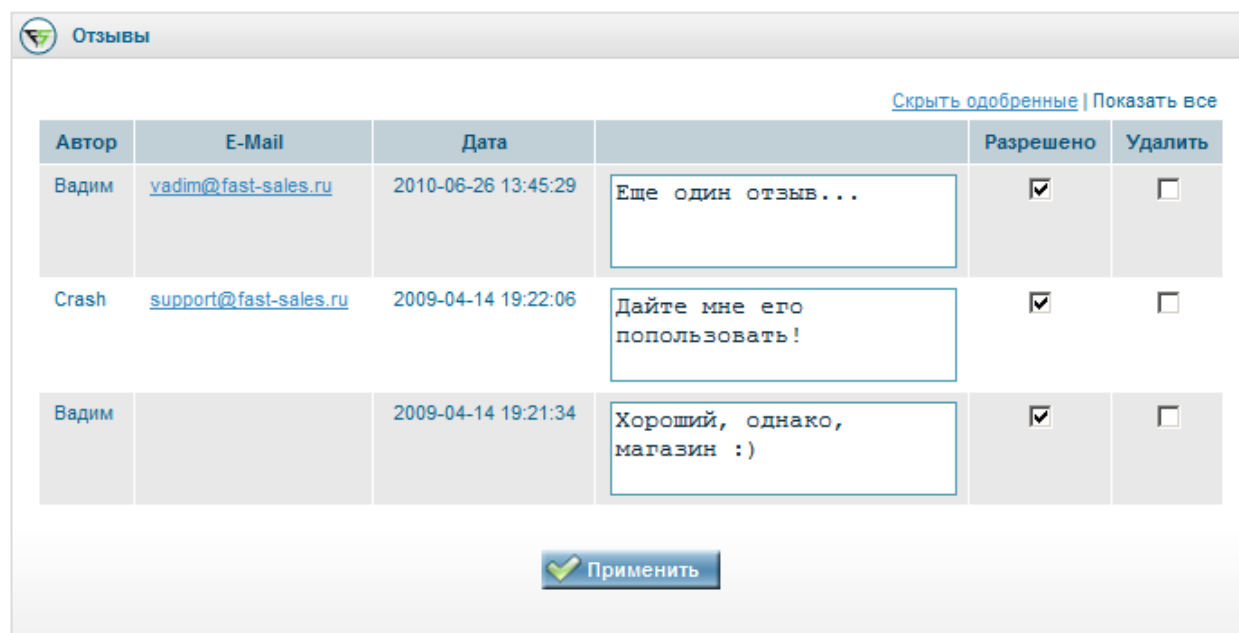 Отзывы
Скрыть одобренные | Показать все
Автор E-Mail Дата Разрешено Удалить
Вадим vadim@fast-sales.ru 2010-06-26 13:45:29 Еще один отзыв...
Crash support@fast-sales.ru 2009-04-14 19:22:06 Дайте мне его
попользовать!
Вадим 2009-04-14 19:21:34 Хороший, однако,
магазин :)
Применить